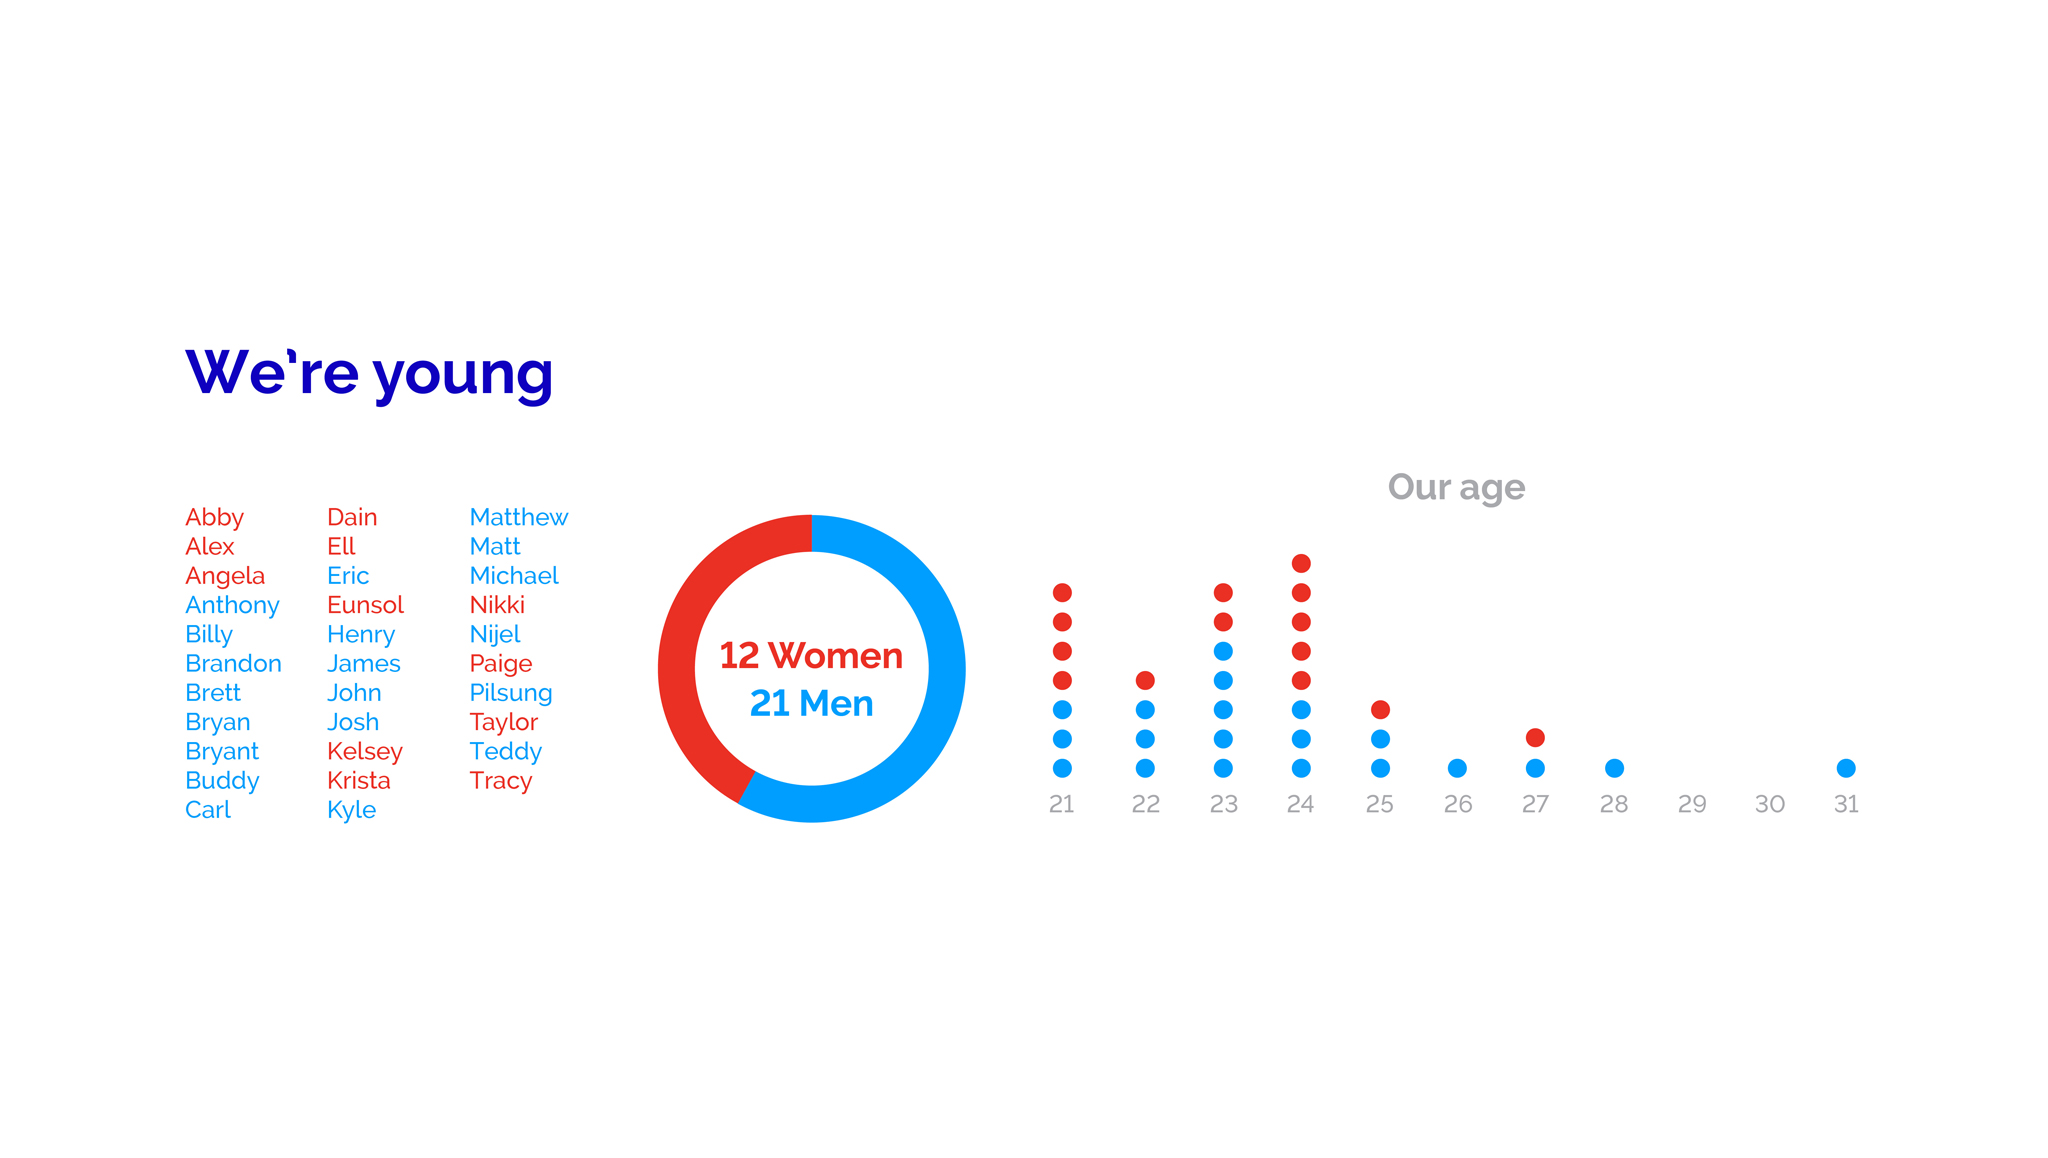 We're young
Abby
Alex
Angela
Anthony
Billy
Brandon
Brett
Bryan
Bryant
Buddy
Carl
Dain
Ell
Eric
Eunsol
Henry
James
John
Josh
Kelsey
Krista
Kyle
Matthew
Matt
Michael
Nikki
Nijel
Paige
Pilsung
Taylor
Teddy
Tracy
12 Women
21 Men
Our age
21 22 23 24 25 26 27 28 29 30 31